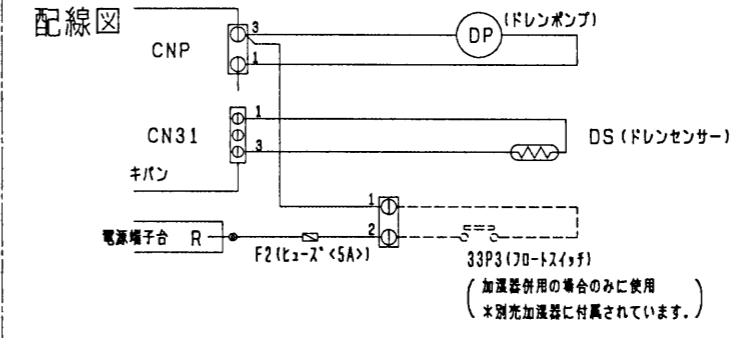 配線図
CNP
3
1
DP
(ドレンポンプ)
CN31
1
3
DS (ドレンセンサー)
キバン
電源端子台 R
F2(ヒューズ<5A>)
1
2
33P3(フロートスイッチ)
(加湿器併用の場合のみに使用
*別売加湿器に付属されています.)